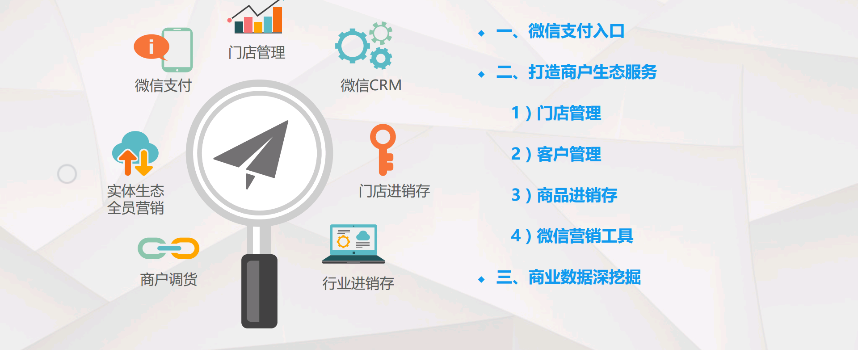 门店管理
微信支付
微信CRM
实体生态
全员营销
门店进销存
商户调货
行业进销存
i
一、微信支付入口
二、打造商户生态服务
1）门店管理
2）客户管理
3）商品进销存
4）微信营销工具
三、商业数据深挖掘